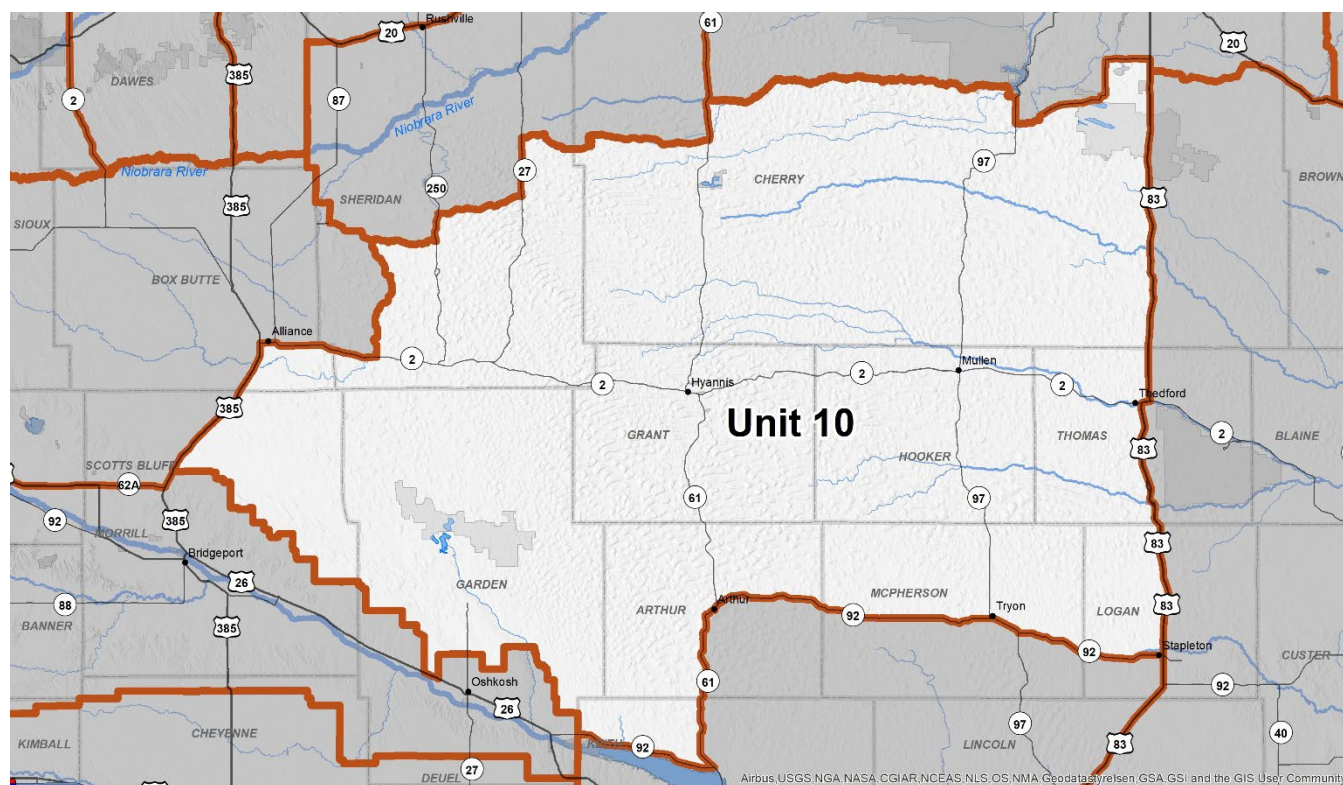 Rushville
20
61
20
DAWES
385
2
87
Niobrara River
Niobrara River
27
97
250
CHERRY
SHERIDAN
385
83
BROWN
SIOUX
BOX BUTTE
Alliance
2
Mullen
2
2
2
Hyannis
Thedford
385
Unit 10
2
GRANT
THOMAS
BLAINE
83
HOOKER
SCOTTS BLUFF
62A
61
97
92
385
MORRILL
83
Bridgeport
26
GARDEN
MCPHERSON
88
ARTHUR
Arthur
92
Tryon
LOGAN
83
BANNER
385
92
Stapleton
CUSTER
61
92
Oshkosh
26
97
CHEYENNE
40
KIMBALL
KEITH
92
LINCOLN
83
27
DEUEL
Airbus,USGS,NGA,NASA,CGIAR,NCEAS,NLS,OS,NMA,Geodatastyrelsen,GSA,GSI and the GIS User Community